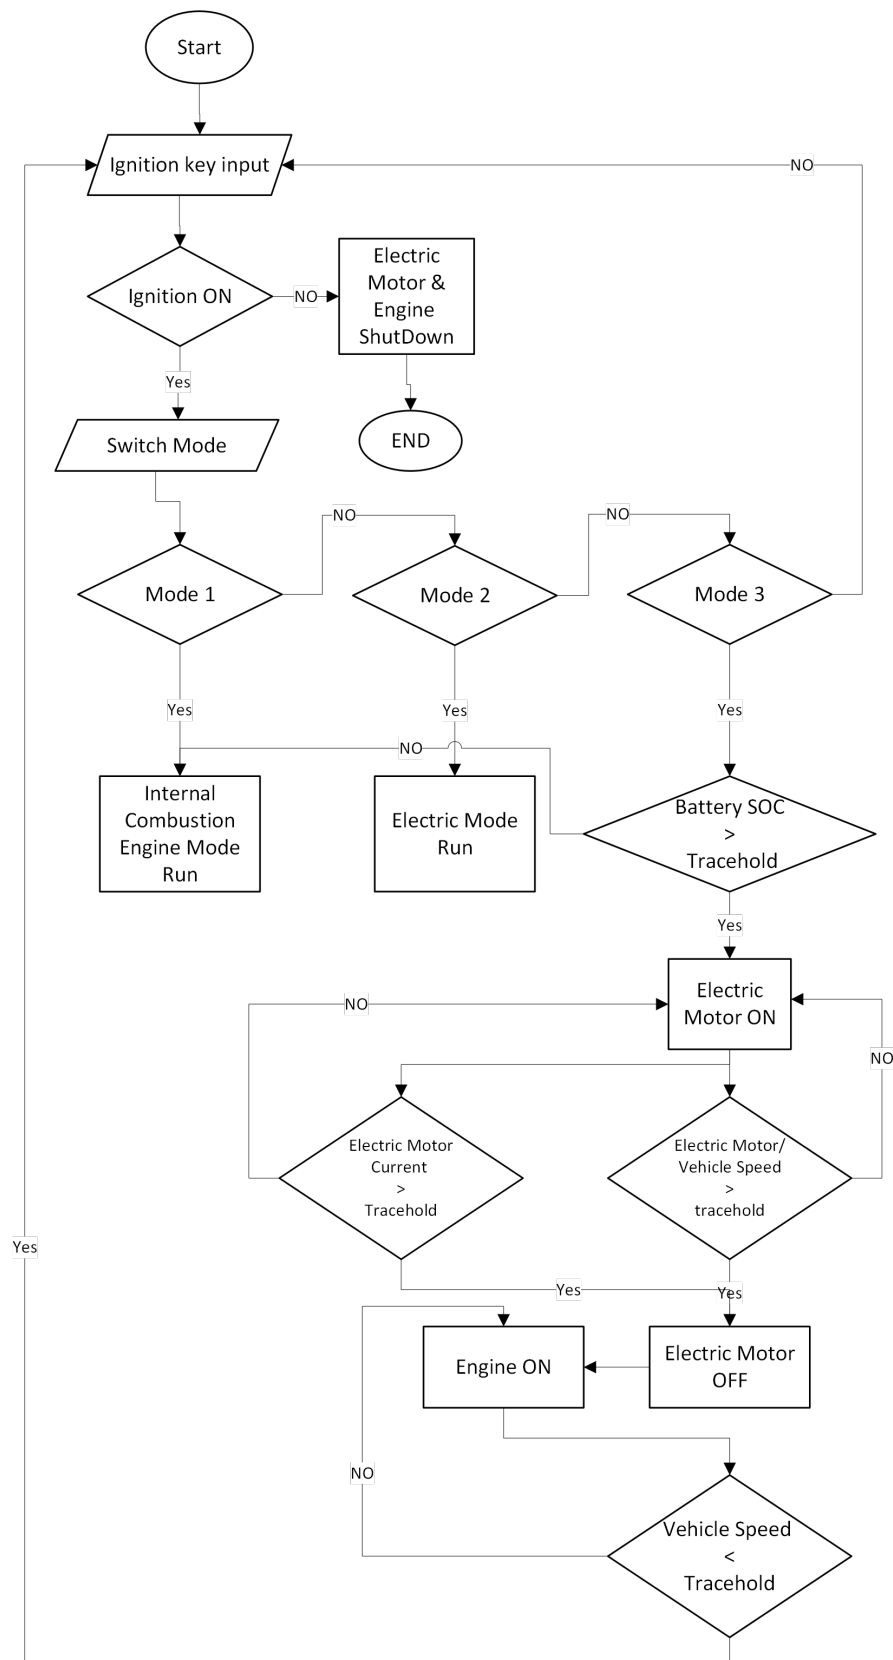 Start
Ignition key input
NO
Ignition ON
NO
Electric
Motor &
Engine
ShutDown
Yes
Switch Mode
END
NO
NO
Mode 1
Mode 2
Mode 3
Yes
Yes
Yes
NO
Internal
Combustion
Engine Mode
Run
Electric Mode
Run
Battery SOC
>
Tracehold
Yes
Electric
Motor ON
NO
NO
Electric Motor
Current
>
Tracehold
Electric Motor/
Vehicle Speed
>
tracehold
Yes
Yes
Yes
Engine ON
Electric Motor
OFF
NO
Vehicle Speed
<
Tracehold